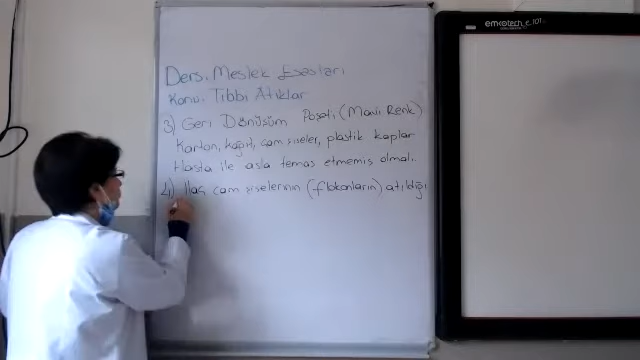 Ders: Meslek Esasları
Konu: Tıbbi Atıklar
3) Geri Dönüşüm Poşeti (Mavi Renk)
Karton, kağıt, cam şişeler, plastik kaplar
Hasta ile asla temas etmemiş olmalı.
4) İlaç cam şişelerinin (flakonların) atıldığı
emkotech e.101